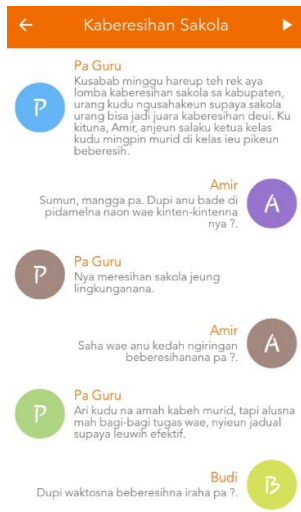 Kaberesihan Sakola
Pa Guru
Kusabab minggu hareup teh rek aya
lomba kaberesihan sakola sa kabupaten,
urang kudu ngusahakeun supaya sakola
urang bisa jadi juara kaberesihan deui. Ku
kituna, Amir, anjeun salaku ketua kelas
kudu mingpin murid di kelas ieu pikeun
beberesih.
P
Amir
Sumun, mangga pa. Dupi anu bade di
pidamelna naon wae kinten-kintenna
nya ?.
A
Pa Guru
Nya meresihan sakola jeung
lingkunganana.
P
Amir
Saha wae anu kedah ngiringan
beberesihanana pa ?.
A
Pa Guru
Ari kudu na amah kabeh murid, tapi alusna
mah bagi-bagi tugas wae, nyieun jadual
supaya leuwih efektif.
P
Budi
Dupi waktosna beberesihna iraha pa ?.
B